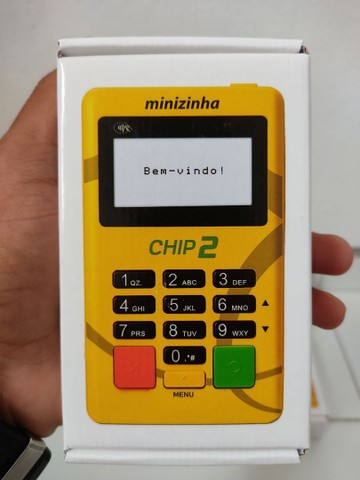 minizinha
Bem-vindo!
CHIP 2
1 QZ. 2 ABC 3 DEF
4 GHI 5 JKL 6 MNO
7 PRS 8 TUV 9 WXY
0 ,*#
MENU